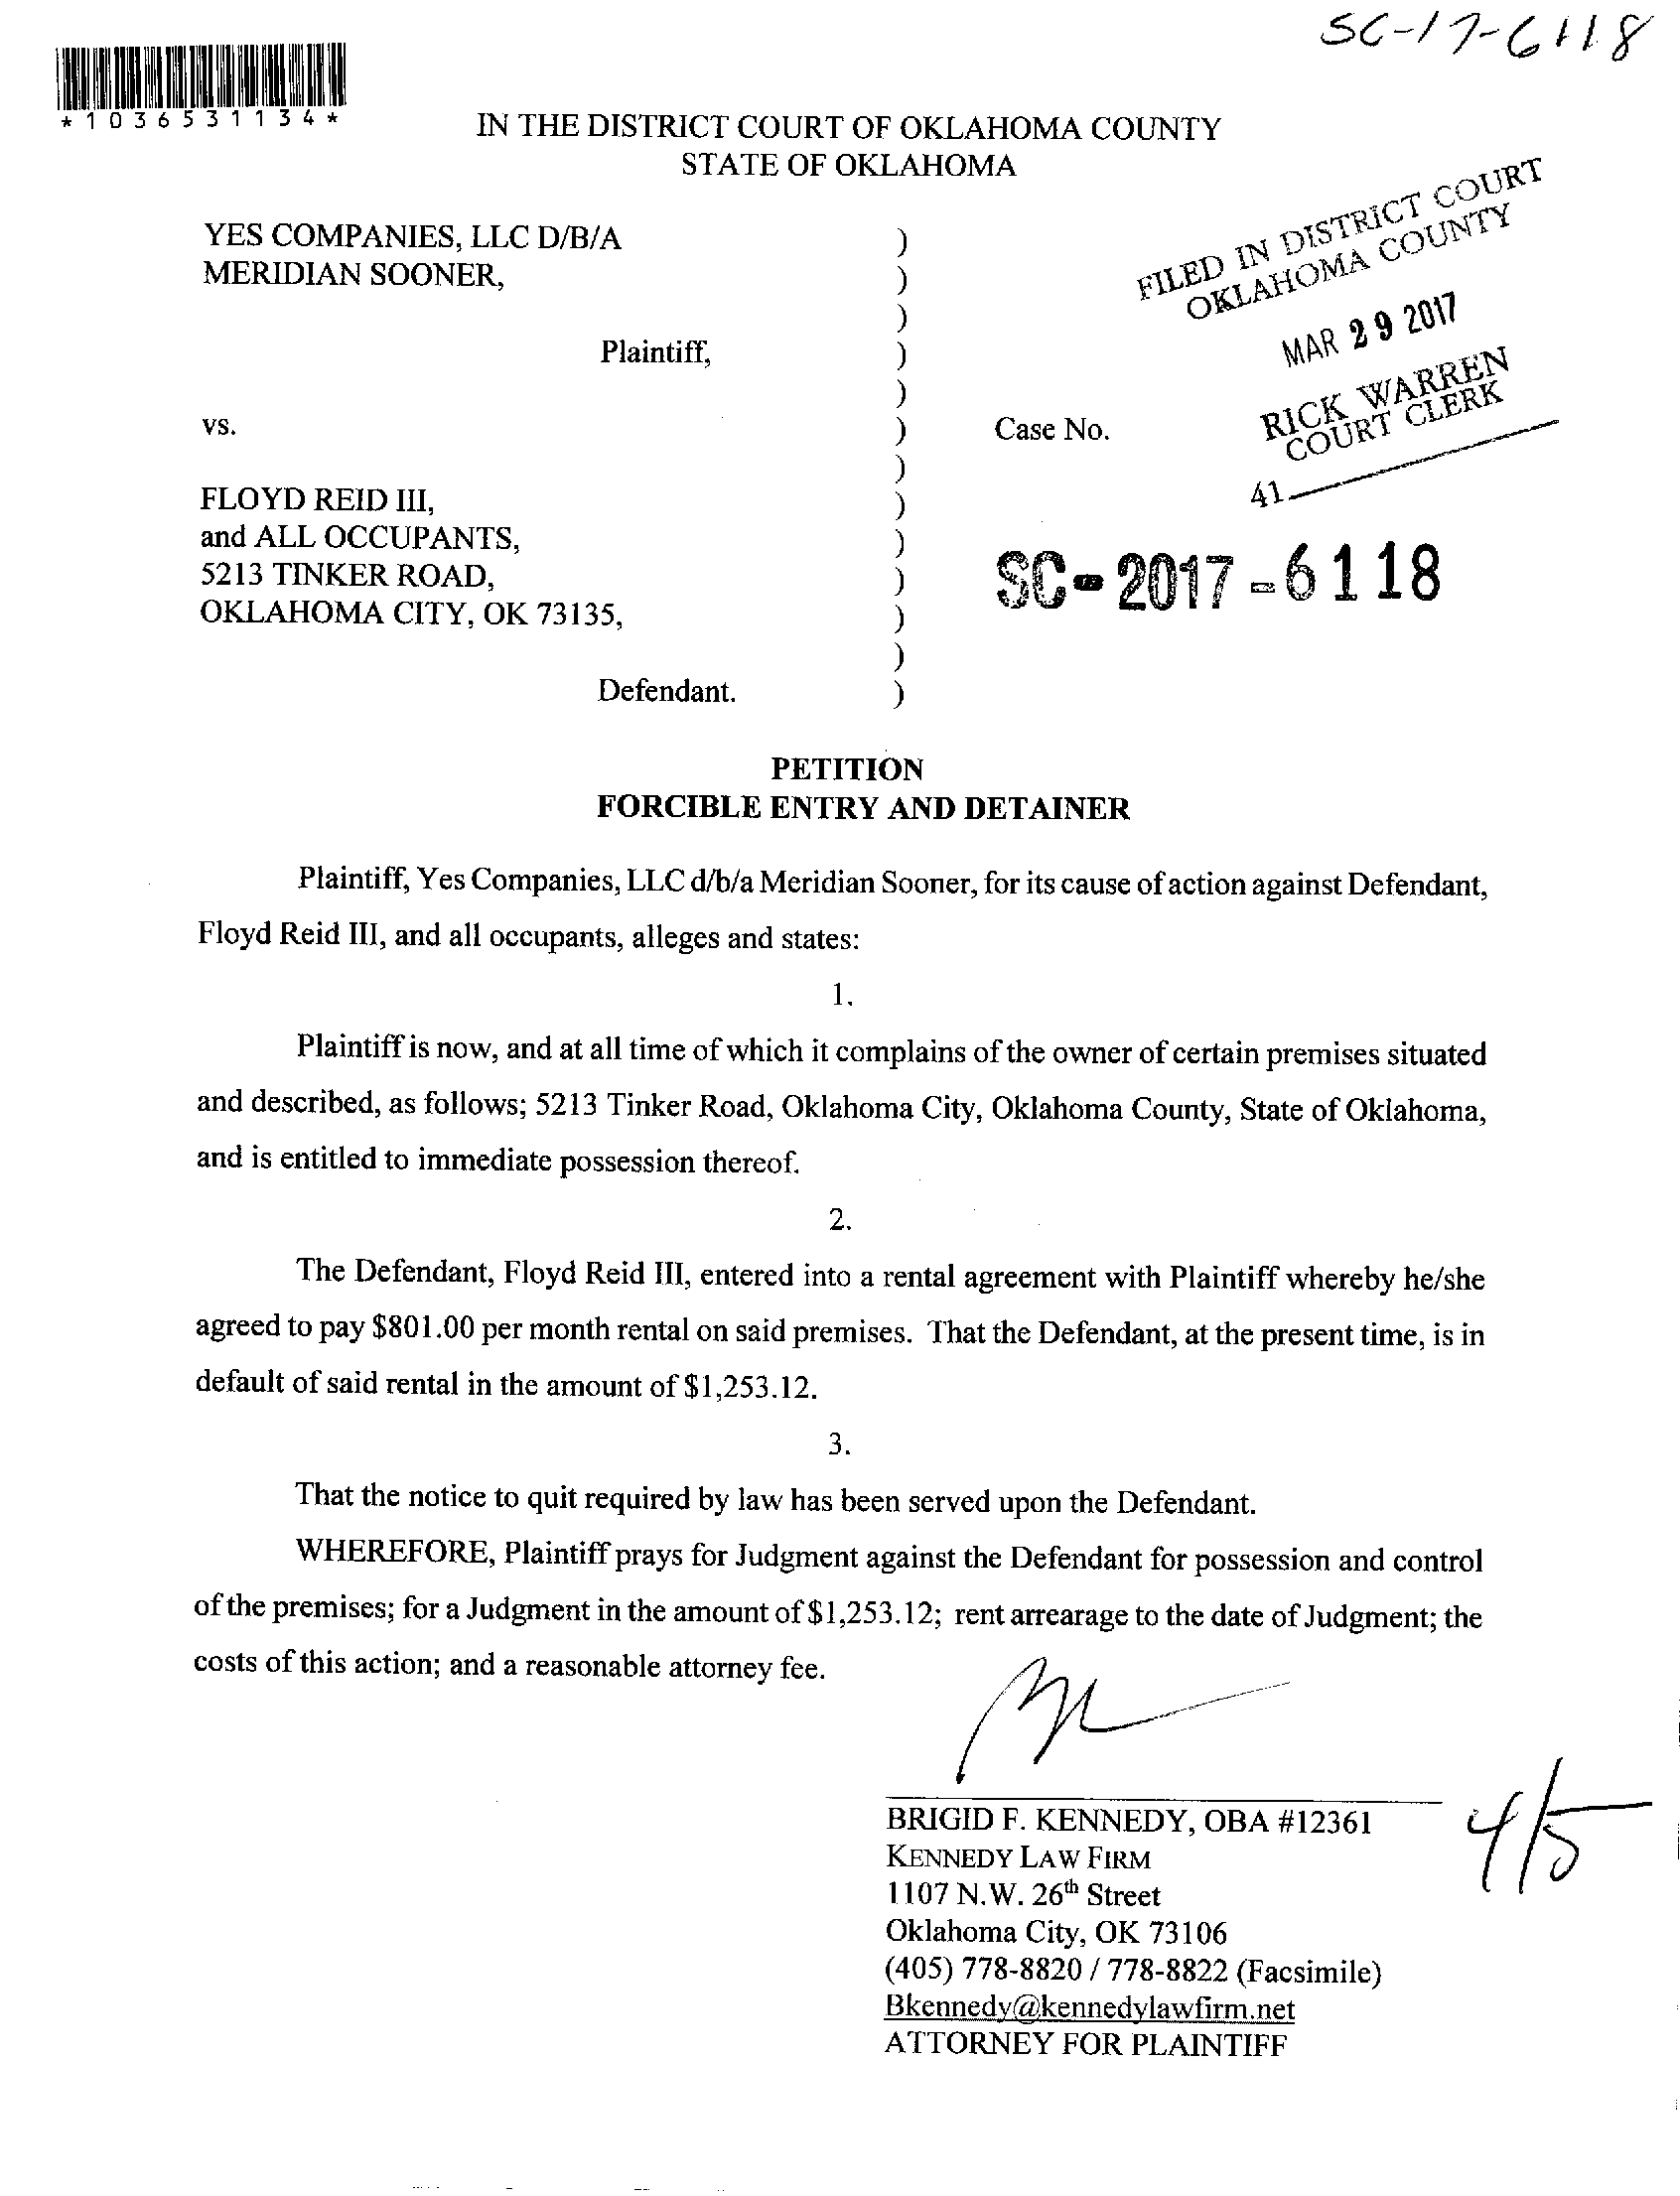 SC-17-6118
*1036531134*
IN THE DISTRICT COURT OF OKLAHOMA COUNTY
STATE OF OKLAHOMA
FILED IN DISTRICT COURT
OKLAHOMA COUNTY
MAR 29 2017
RICK WARREN
COURT CLERK
41
YES COMPANIES, LLC D/B/A )
MERIDIAN SOONER, )
)
Plaintiff, )
)
vs. ) Case No.
)
FLOYD REID III, )
and ALL OCCUPANTS, )
5213 TINKER ROAD, ) SC-2017-6118
OKLAHOMA CITY, OK 73135, )
)
Defendant. )
PETITION
FORCIBLE ENTRY AND DETAINER
Plaintiff, Yes Companies, LLC d/b/a Meridian Sooner, for its cause of action against Defendant,
Floyd Reid III, and all occupants, alleges and states:
1.
Plaintiff is now, and at all time of which it complains of the owner of certain premises situated
and described, as follows; 5213 Tinker Road, Oklahoma City, Oklahoma County, State of Oklahoma,
and is entitled to immediate possession thereof.
2.
The Defendant, Floyd Reid III, entered into a rental agreement with Plaintiff whereby he/she
agreed to pay $801.00 per month rental on said premises. That the Defendant, at the present time, is in
default of said rental in the amount of $1,253.12.
3.
That the notice to quit required by law has been served upon the Defendant.
WHEREFORE, Plaintiff prays for Judgment against the Defendant for possession and control
of the premises; for a Judgment in the amount of $1,253.12; rent arrearage to the date of Judgment; the
costs of this action; and a reasonable attorney fee.
BRIGID F. KENNEDY, OBA #12361
KENNEDY LAW FIRM
1107 N.W. 26th Street
Oklahoma City, OK 73106
(405) 778-8820 / 778-8822 (Facsimile)
Bkennedy@kennedylawfirm.net
ATTORNEY FOR PLAINTIFF
4/5